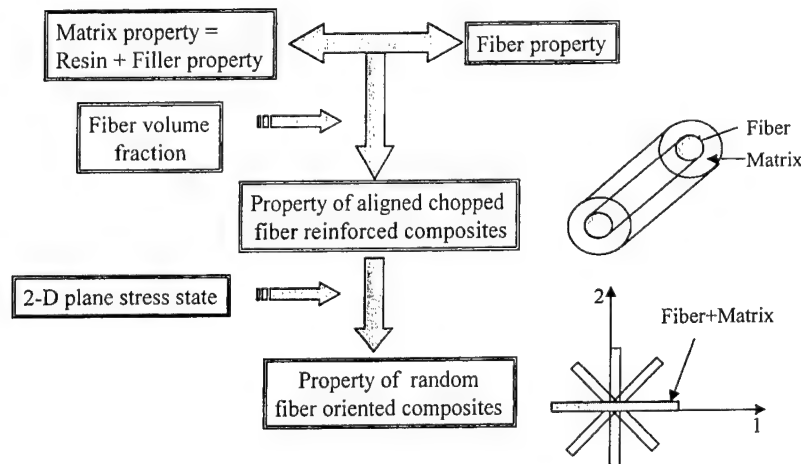 Matrix property =
Resin + Filler property
Fiber property
Fiber volume
fraction
Fiber
Matrix
Property of aligned chopped
fiber reinforced composites
2-D plane stress state
2
Fiber+Matrix
Property of random
fiber oriented composites
1